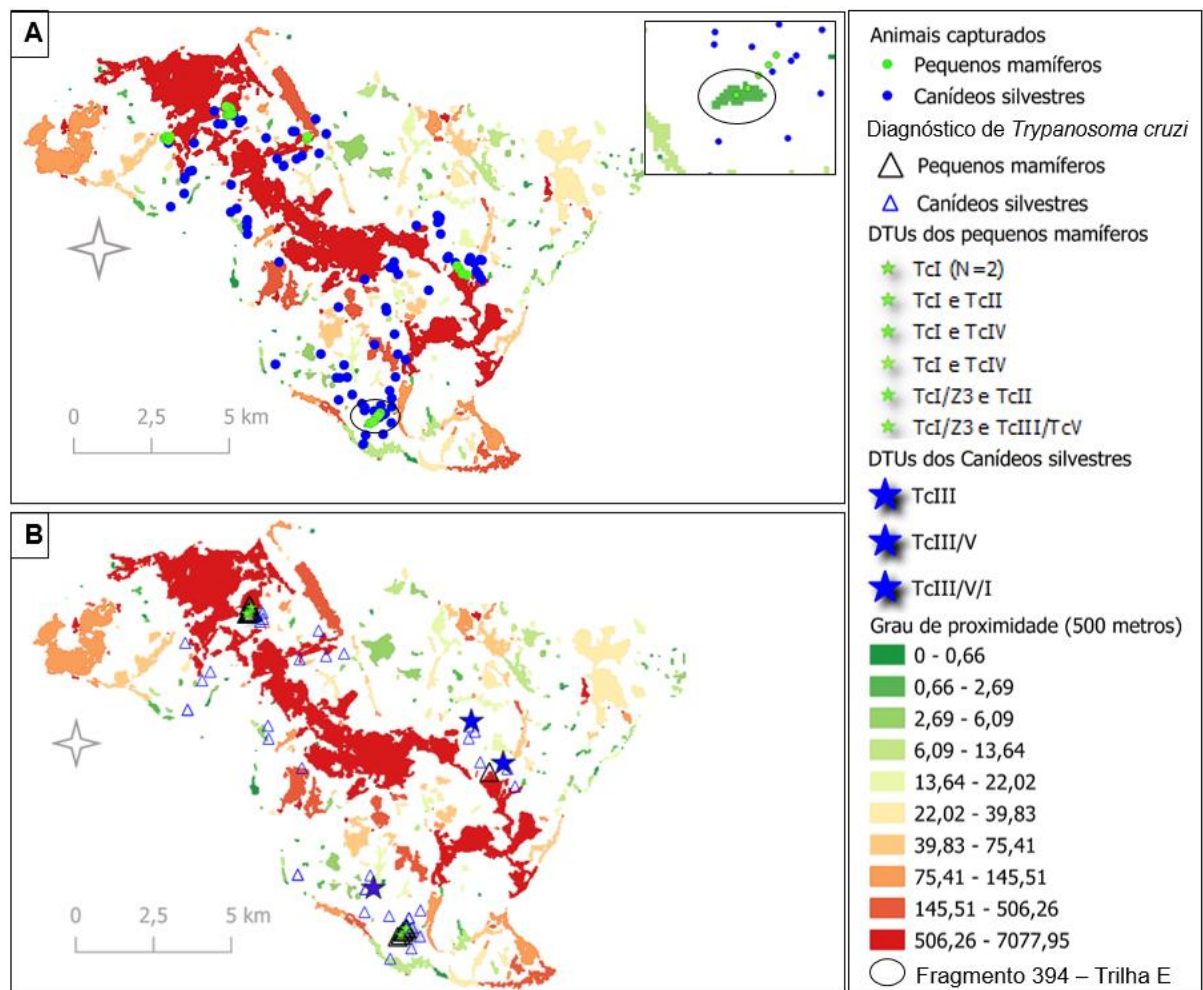 A
0
2,5
5 km
B
0
2,5
5 km
Animais capturados
Pequenos mamíferos
Canídeos silvestres
Diagnóstico de Trypanosoma cruzi
Pequenos mamíferos
Canídeos silvestres
DTUs dos pequenos mamíferos
TcI (N=2)
TcI e TcII
TcI e TcIV
TcI e TcIV
TcI/Z3 e TcII
TcI/Z3 e TcIII/TcV
DTUs dos Canídeos silvestres
TcIII
TcIII/V
TcIII/V/I
Grau de proximidade (500 metros)
0 - 0,66
0,66 - 2,69
2,69 - 6,09
6,09 - 13,64
13,64 - 22,02
22,02 - 39,83
39,83 - 75,41
75,41 - 145,51
145,51 - 506,26
506,26 - 7077,95
Fragmento 394 – Trilha E